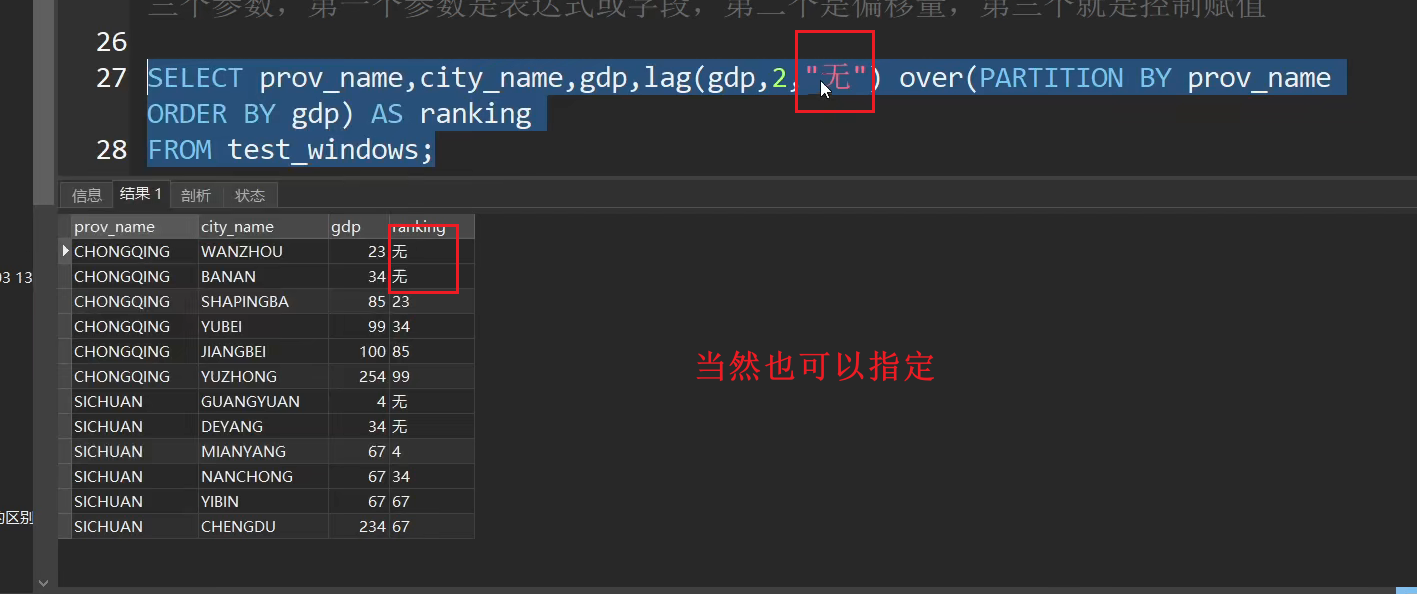 三个参数，第一个参数是表达式或字段，第二个是偏移量，第三个就是控制赋值
26
27 SELECT prov_name,city_name,gdp,lag(gdp,2,"无") over(PARTITION BY prov_name
ORDER BY gdp) AS ranking
28 FROM test_windows;
信息 结果 1 剖析 状态
prov_name city_name gdp ranking
CHONGQING WANZHOU 23 无
03 13 CHONGQING BANAN 34 无
CHONGQING SHAPINGBA 85 23
CHONGQING YUBEI 99 34
CHONGQING JIANGBEI 100 85
当然也可以指定
CHONGQING YUZHONG 254 99
SICHUAN GUANGYUAN 4 无
SICHUAN DEYANG 34 无
SICHUAN MIANYANG 67 4
SICHUAN NANCHONG 67 34
SICHUAN YIBIN 67 67
的区别
SICHUAN CHENGDU 234 67